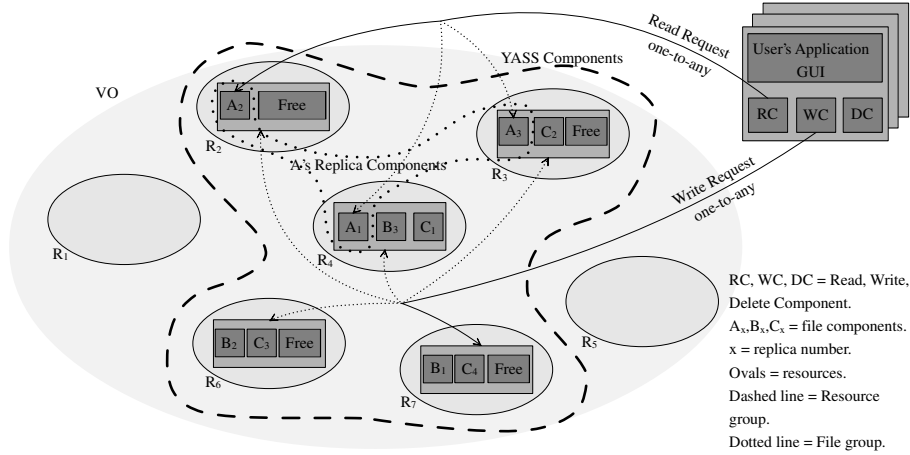 Read Request
one-to-any
User's Application
GUI
RC WC DC
YASS Components
VO
A₂ Free
R₂
A₃ C₂ Free
R₃
A's Replica Components
A₁ B₃ C₁
R₄
R₁
Write Request
one-to-any
B₂ C₃ Free
R₆
B₁ C₄ Free
R₇
R₅
RC, WC, DC = Read, Write,
Delete Component.
Aₓ,Bₓ,Cₓ = file components.
x = replica number.
Ovals = resources.
Dashed line = Resource
group.
Dotted line = File group.